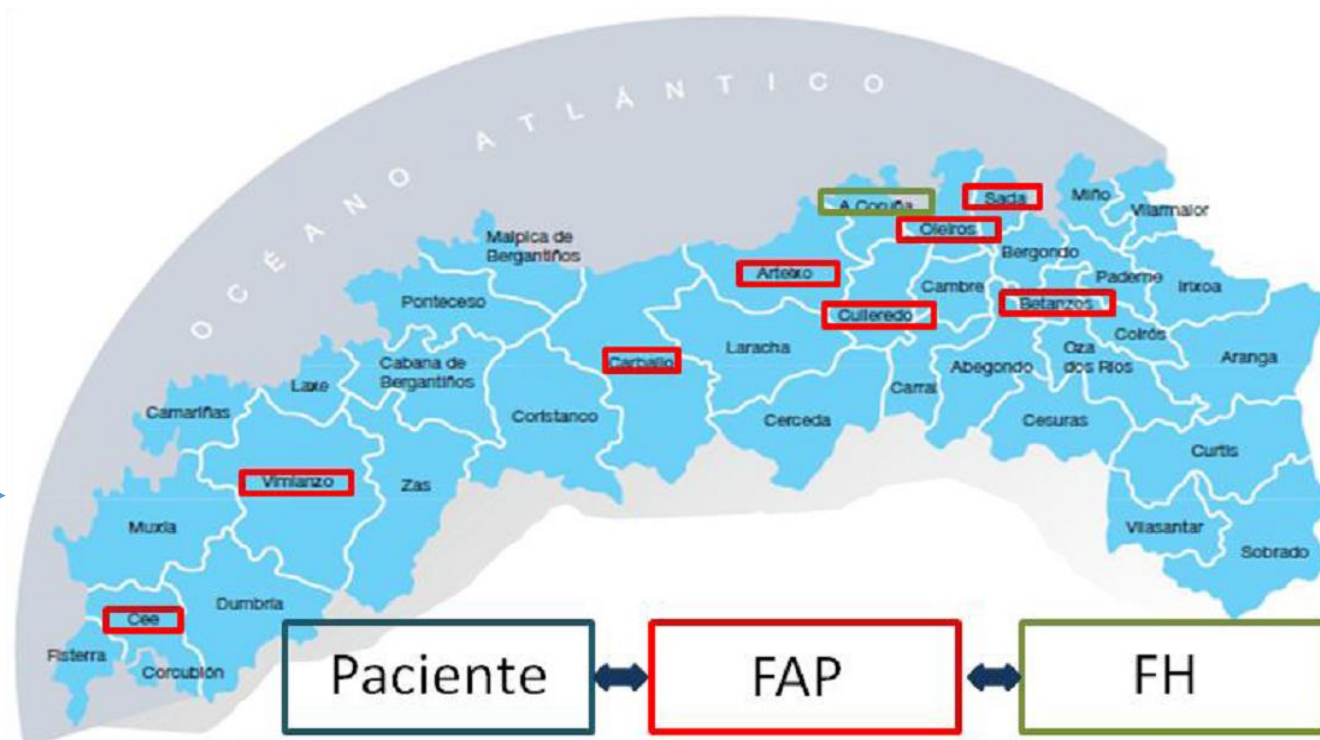 OCÉANO ATLÁNTICO
A Coruña
Sada
Miño
Vilarmaior
Oleiros
Malpica de
Bergantiños
Bergondo
Arteixo
Cambre
Paderne
Irixoa
Ponteceso
Culleredo
Betanzos
Coirós
Laracha
Oza
dos Ríos
Aranga
Cabana de
Bergantiños
Carballo
Abegondo
Laxe
Carral
Camariñas
Coristanco
Cerceda
Cesuras
Curtis
Vimianzo
Zas
Muxía
Vilasantar
Sobrado
Dumbría
Cee
Fisterra
Corcubión
Paciente
FAP
FH